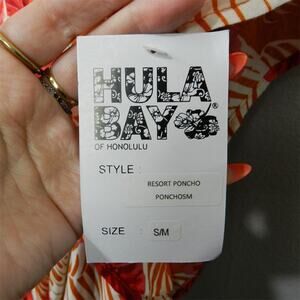 HULA
BAY®
OF HONOLULU
STYLE :
RESORT PONCHO
PONCHOSM
SIZE : S/M